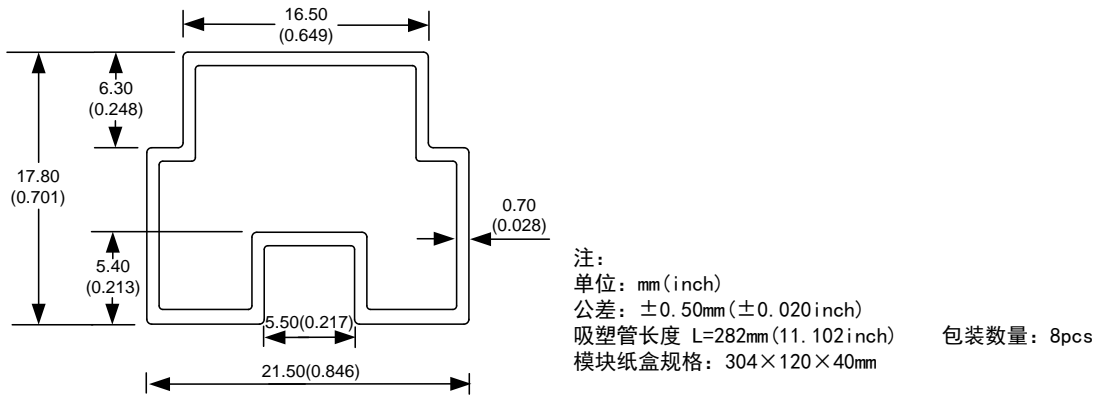 16.50
(0.649)
6.30
(0.248)
17.80
(0.701)
0.70
(0.028)
5.40
(0.213)
5.50(0.217)
21.50(0.846)
注:
单位: mm(inch)
公差: ±0.50mm(±0.020inch)
吸塑管长度 L=282mm(11.102inch) 包装数量: 8pcs
模块纸盒规格: 304×120×40mm